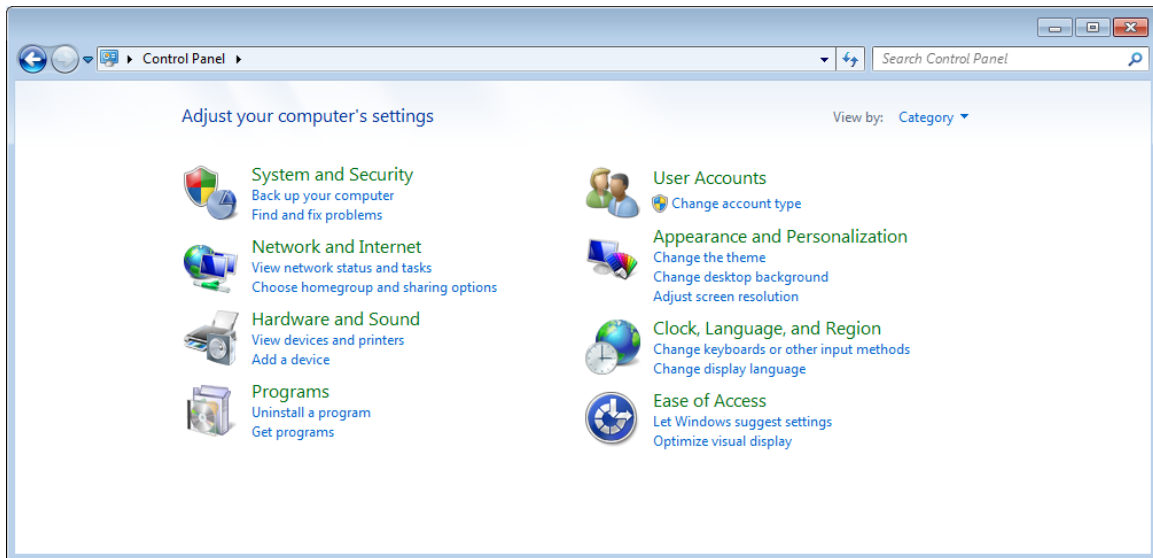 Control Panel
Search Control Panel
Adjust your computer's settings
View by: Category
System and Security
Back up your computer
Find and fix problems
Network and Internet
View network status and tasks
Choose homegroup and sharing options
Hardware and Sound
View devices and printers
Add a device
Programs
Uninstall a program
Get programs
User Accounts
Change account type
Appearance and Personalization
Change the theme
Change desktop background
Adjust screen resolution
Clock, Language, and Region
Change keyboards or other input methods
Change display language
Ease of Access
Let Windows suggest settings
Optimize visual display